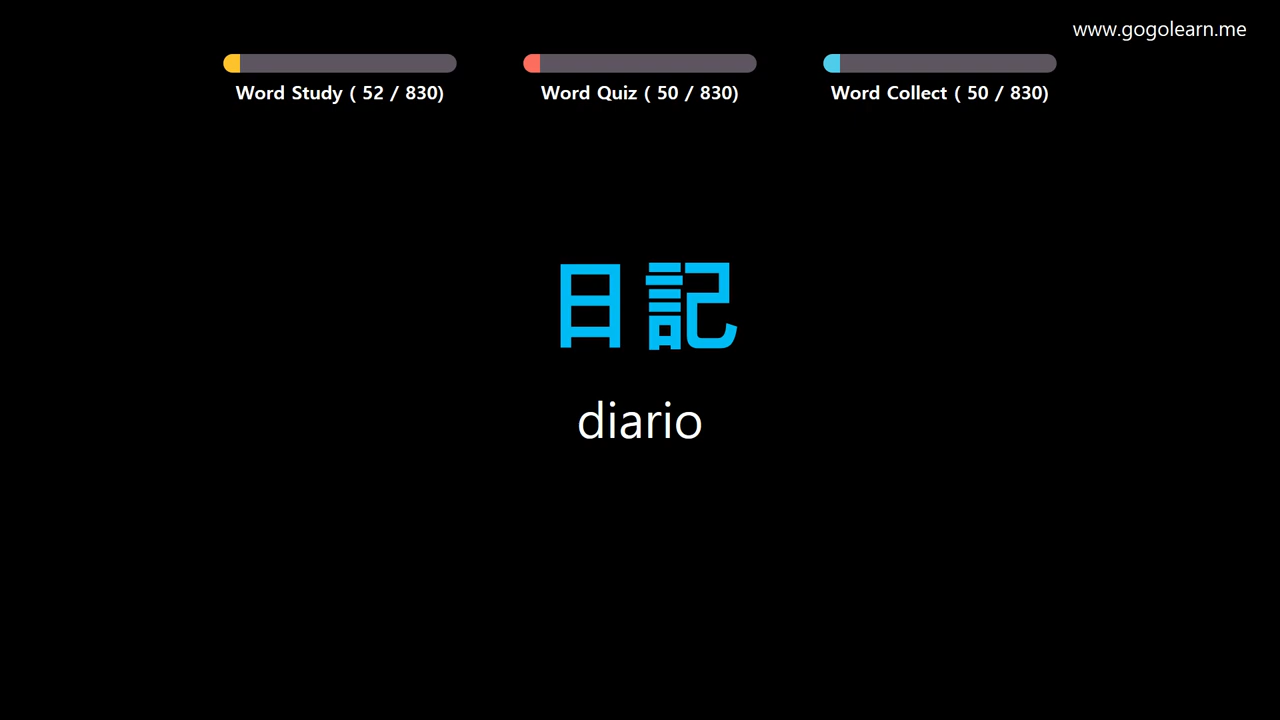 www.gogolearn.me
Word Study ( 52 / 830)
Word Quiz ( 50 / 830)
Word Collect ( 50 / 830)
日記
diario